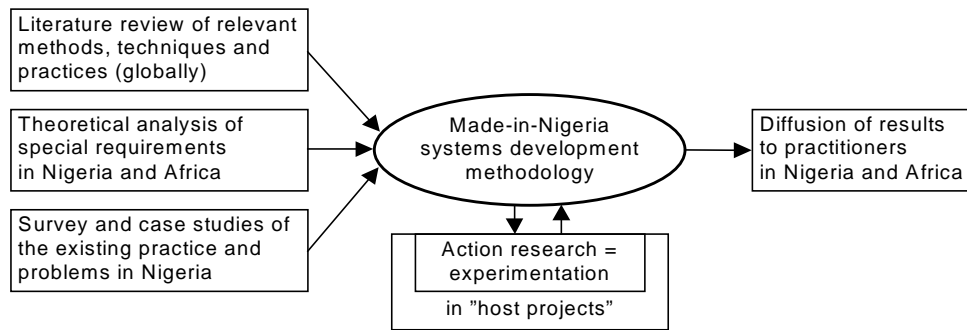 Literature review of relevant
methods, techniques and
practices (globally)
Theoretical analysis of
special requirements
in Nigeria and Africa
Survey and case studies of
the existing practice and
problems in Nigeria
Made-in-Nigeria
systems development
methodology
Action research =
experimentation
in ”host projects”
Diffusion of results
to practitioners
in Nigeria and Africa